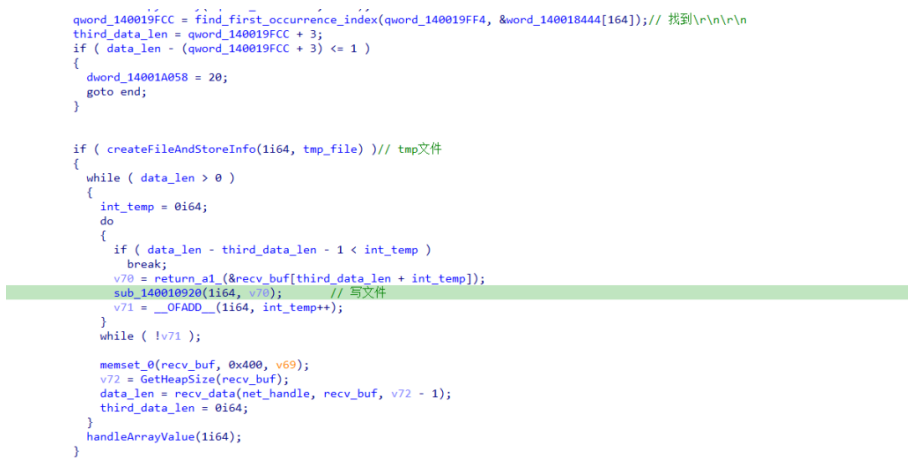 qword_140019FCC = find_first_occurrence_index(qword_140019FF4, &word_140018444[164]);// 找到\r\n\r\n
third_data_len = qword_140019FCC + 3;
if ( data_len - (qword_140019FCC + 3) <= 1 )
{
dword_14001A058 = 20;
goto end;
}
if ( createFileAndStoreInfo(1i64, tmp_file) )// tmp文件
{
while ( data_len > 0 )
{
int_temp = 0i64;
do
{
if ( data_len - third_data_len - 1 < int_temp )
break;
v70 = return_a1_(&recv_buf[third_data_len + int_temp]);
sub_140010920(1i64, v70); // 写文件
v71 = __OFADD__(1i64, int_temp++);
}
while ( !v71 );
memset_0(recv_buf, 0x400, v69);
v72 = GetHeapSize(recv_buf);
data_len = recv_data(net_handle, recv_buf, v72 - 1);
third_data_len = 0i64;
}
handleArrayValue(1i64);
}